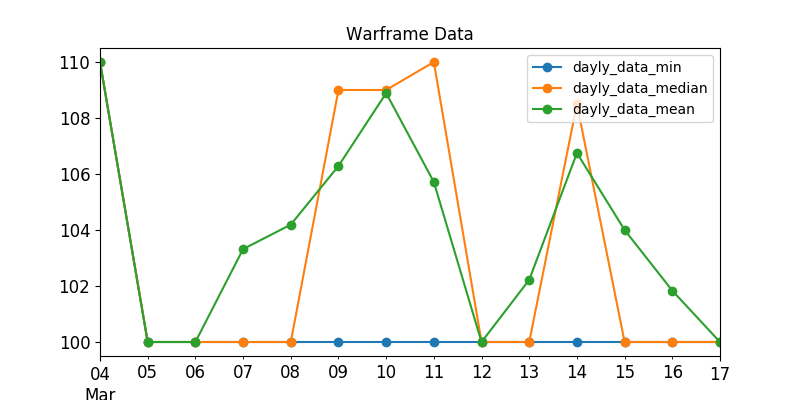 Warframe Data
dayly_data_min
dayly_data_median
dayly_data_mean
110
108
106
104
102
100
04 05 06 07 08 09 10 11 12 13 14 15 16 17
Mar